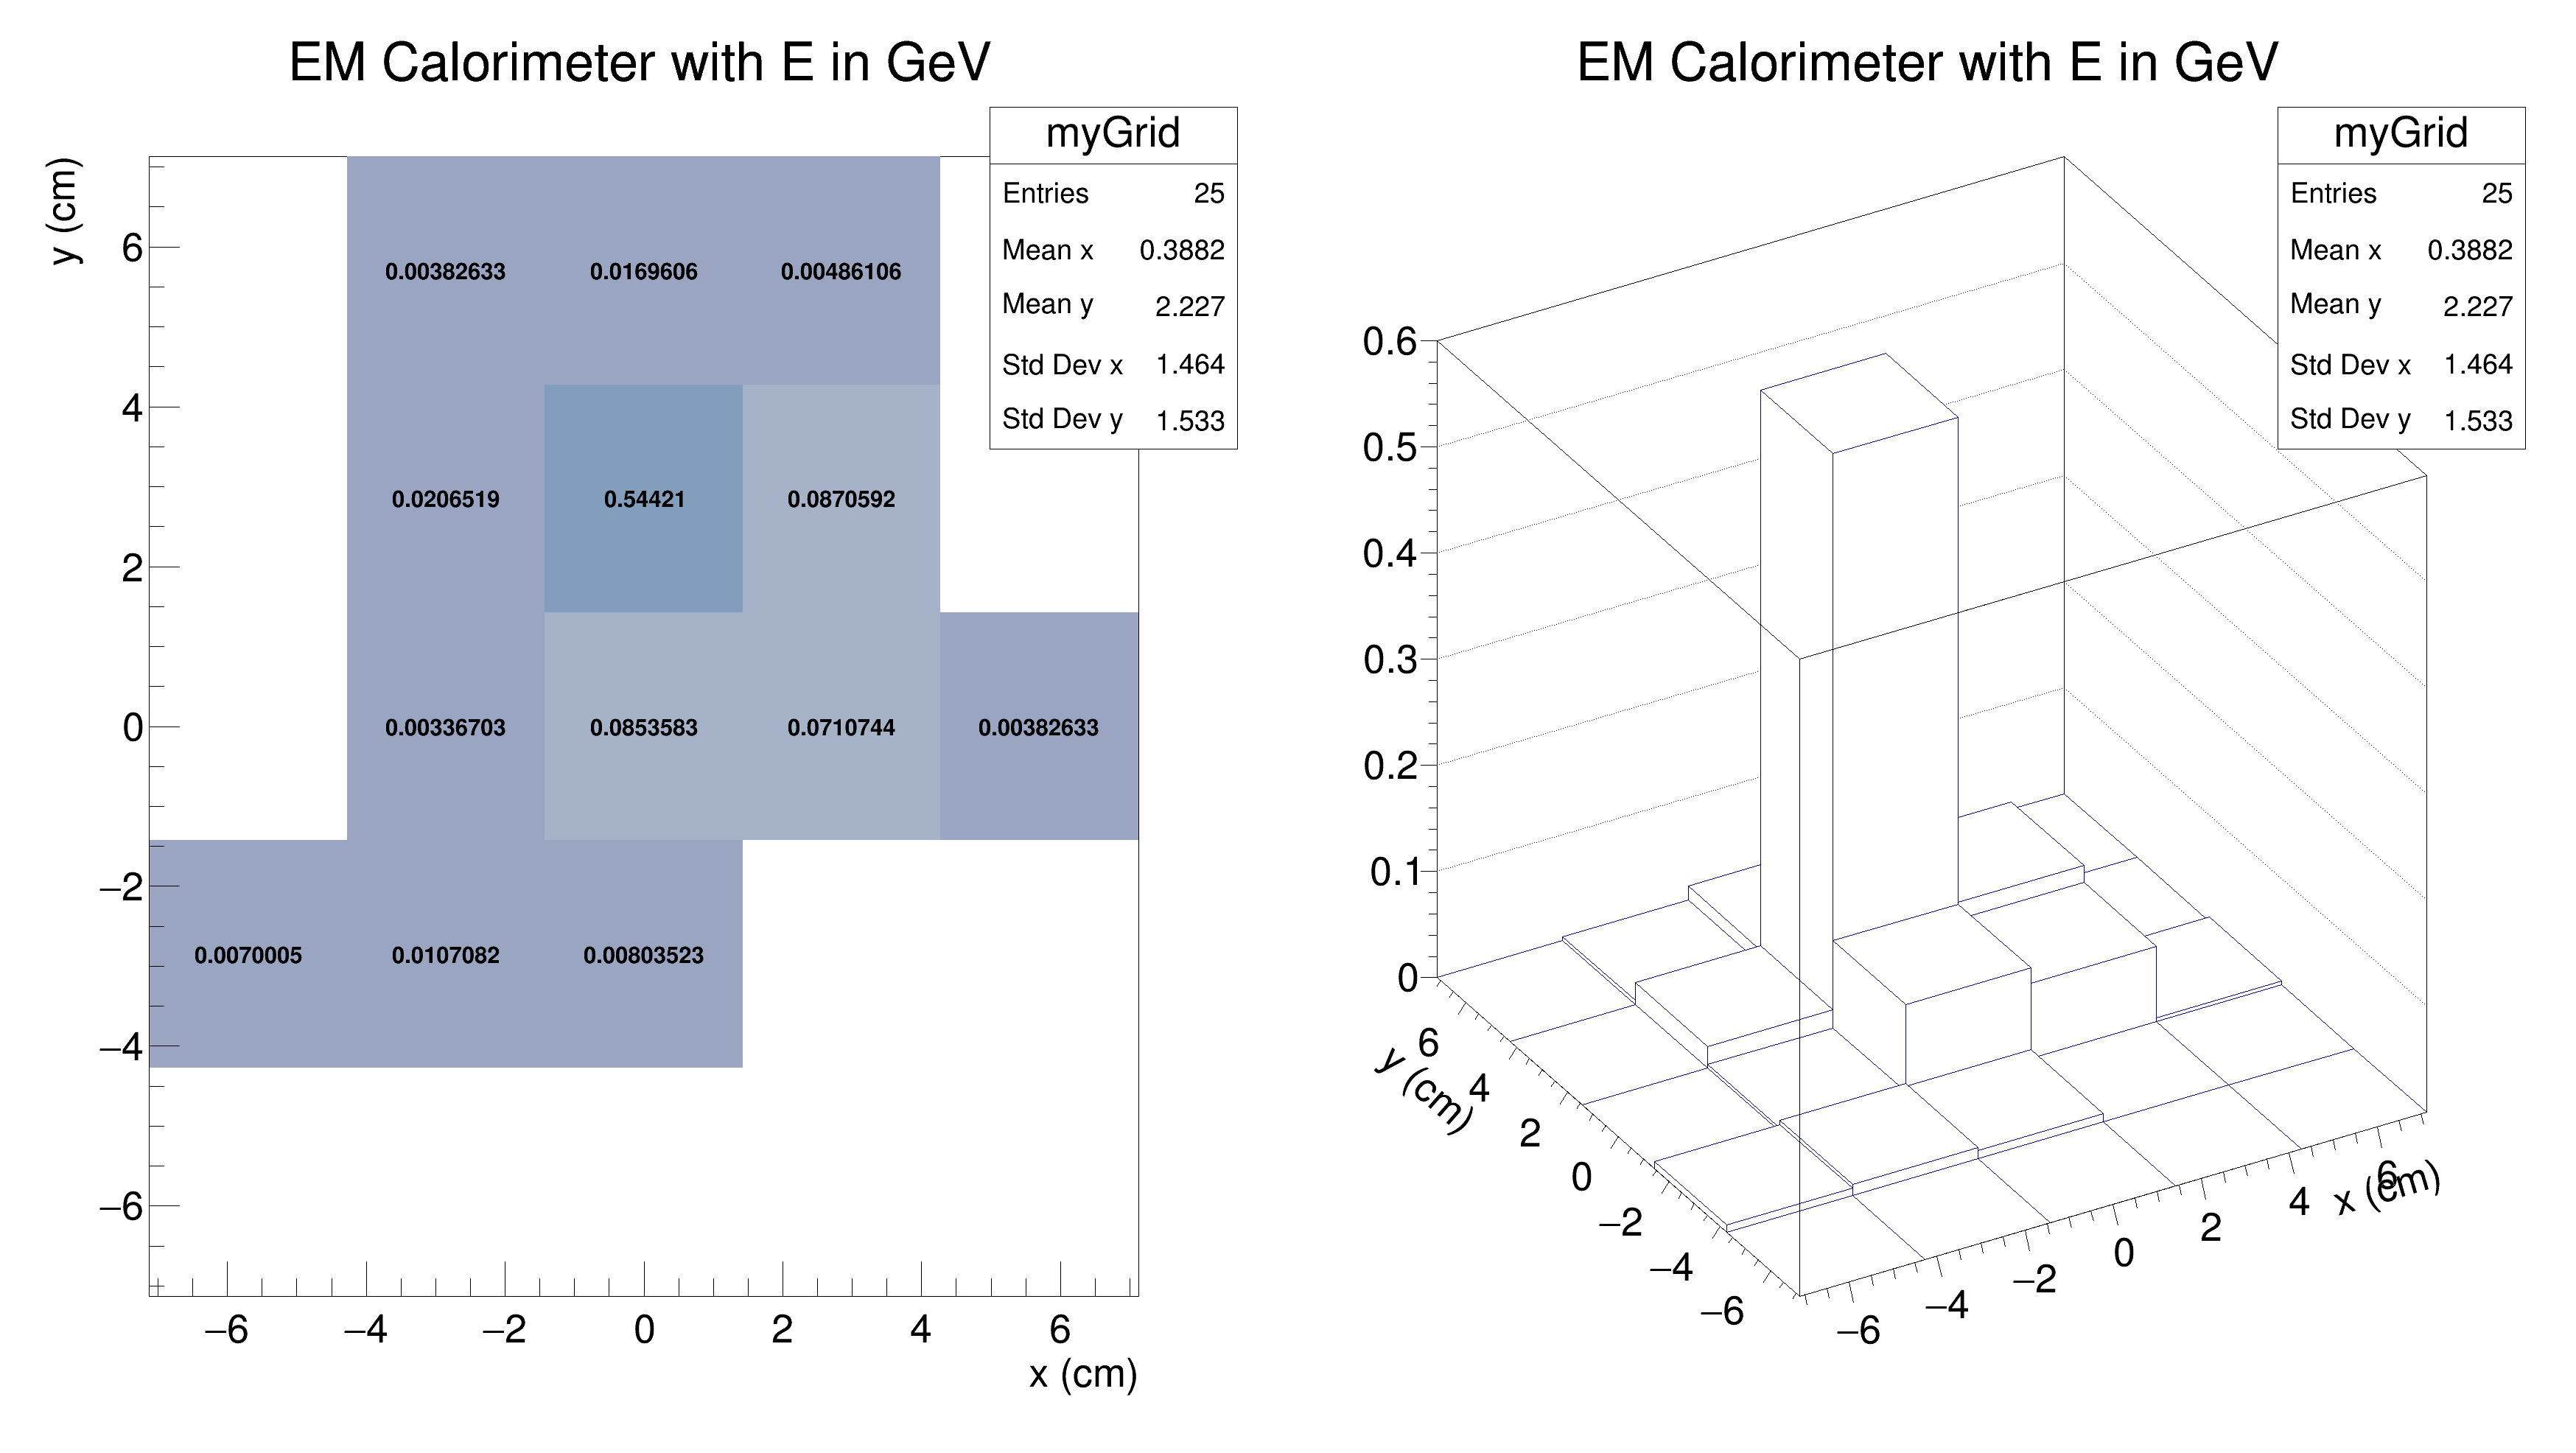 EM Calorimeter with E in GeV
myGrid
Entries 25
Mean x 0.3882
Mean y 2.227
Std Dev x 1.464
Std Dev y 1.533
y (cm)
6
4
2
0
−2
−4
−6
0.00382633 0.0169606 0.00486106
0.0206519 0.54421 0.0870592
0.00336703 0.0853583 0.0710744 0.00382633
0.0070005 0.0107082 0.00803523
−6 −4 −2 0 2 4 6
x (cm)
EM Calorimeter with E in GeV
myGrid
Entries 25
Mean x 0.3882
Mean y 2.227
Std Dev x 1.464
Std Dev y 1.533
0.6
0.5
0.4
0.3
0.2
0.1
0
6
4
2
0
−2
−4
−6
y (cm)
−6
−4
−2
0
2
4
6
x (cm)